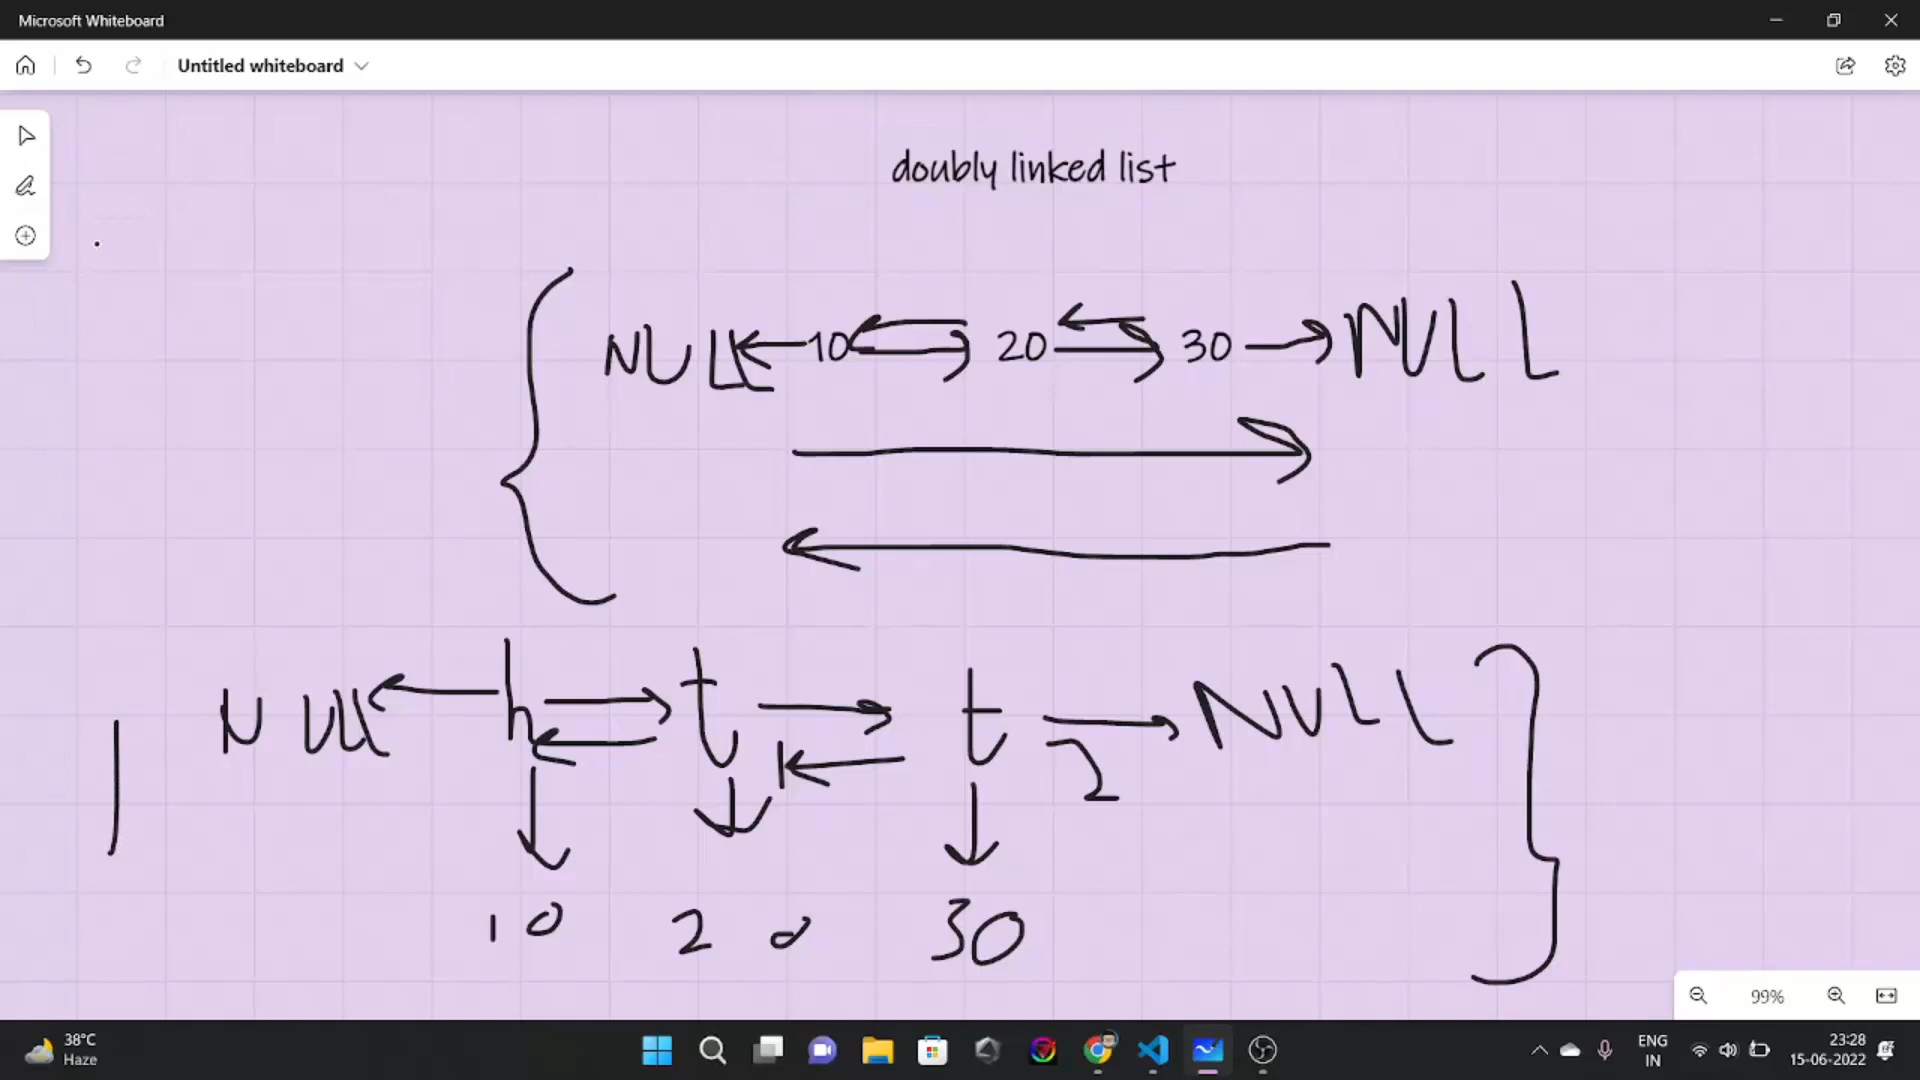 Microsoft Whiteboard
Untitled whiteboard
doubly linked list
NULL 10 20 30 NULL
NULL h t t NULL
2
10 20 30
99%
38°C
Haze
ENG
IN
23:28
15-06-2022